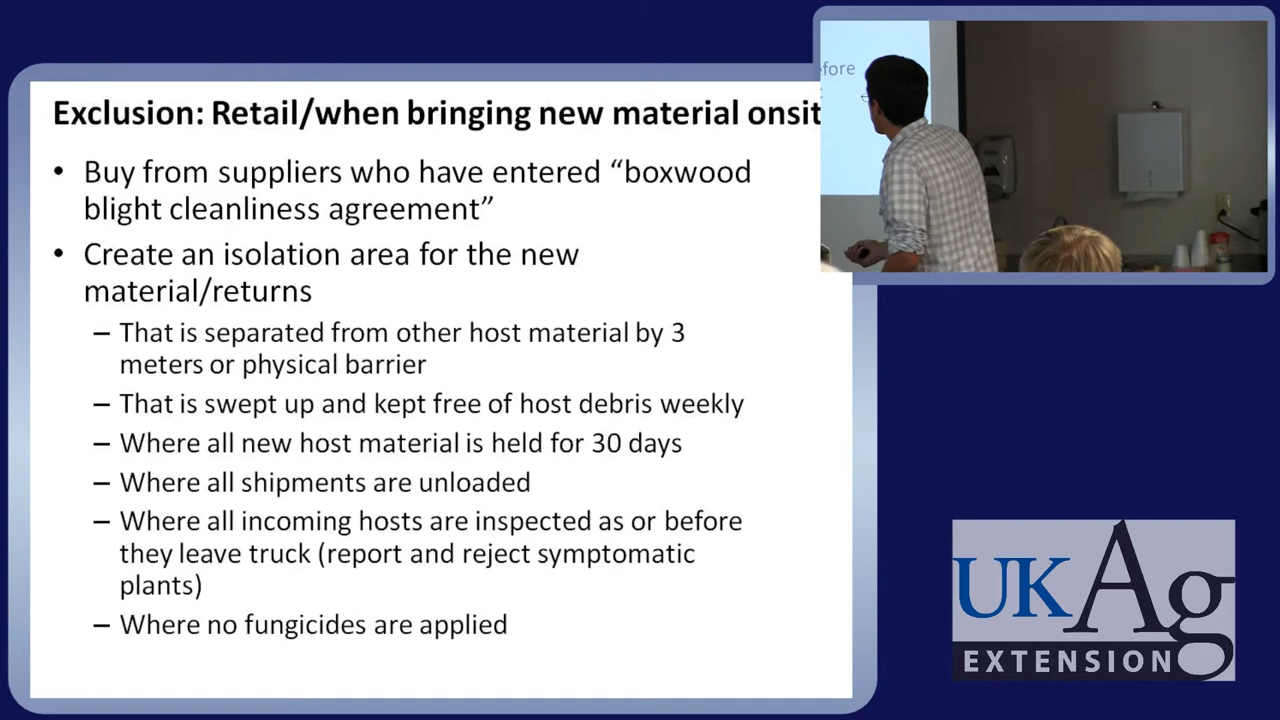 Exclusion: Retail/when bringing new material onsit
efore
• Buy from suppliers who have entered “boxwood
blight cleanliness agreement”
• Create an isolation area for the new
material/returns
– That is separated from other host material by 3
meters or physical barrier
– That is swept up and kept free of host debris weekly
– Where all new host material is held for 30 days
– Where all shipments are unloaded
– Where all incoming hosts are inspected as or before
they leave truck (report and reject symptomatic
plants)
– Where no fungicides are applied
UKAg
EXTENSION